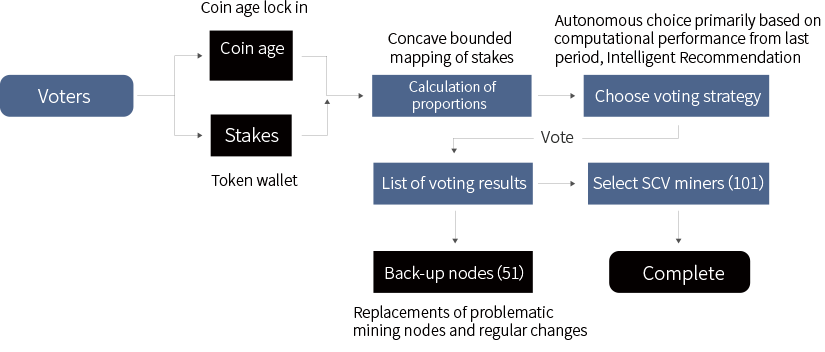 Coin age lock in
Coin age
Voters
Stakes
Token wallet
Concave bounded
mapping of stakes
Calculation of
proportions
Autonomous choice primarily based on
computational performance from last
period, Intelligent Recommendation
Choose voting strategy
Vote
List of voting results
Select SCV miners (101)
Back-up nodes (51)
Complete
Replacements of problematic
mining nodes and regular changes